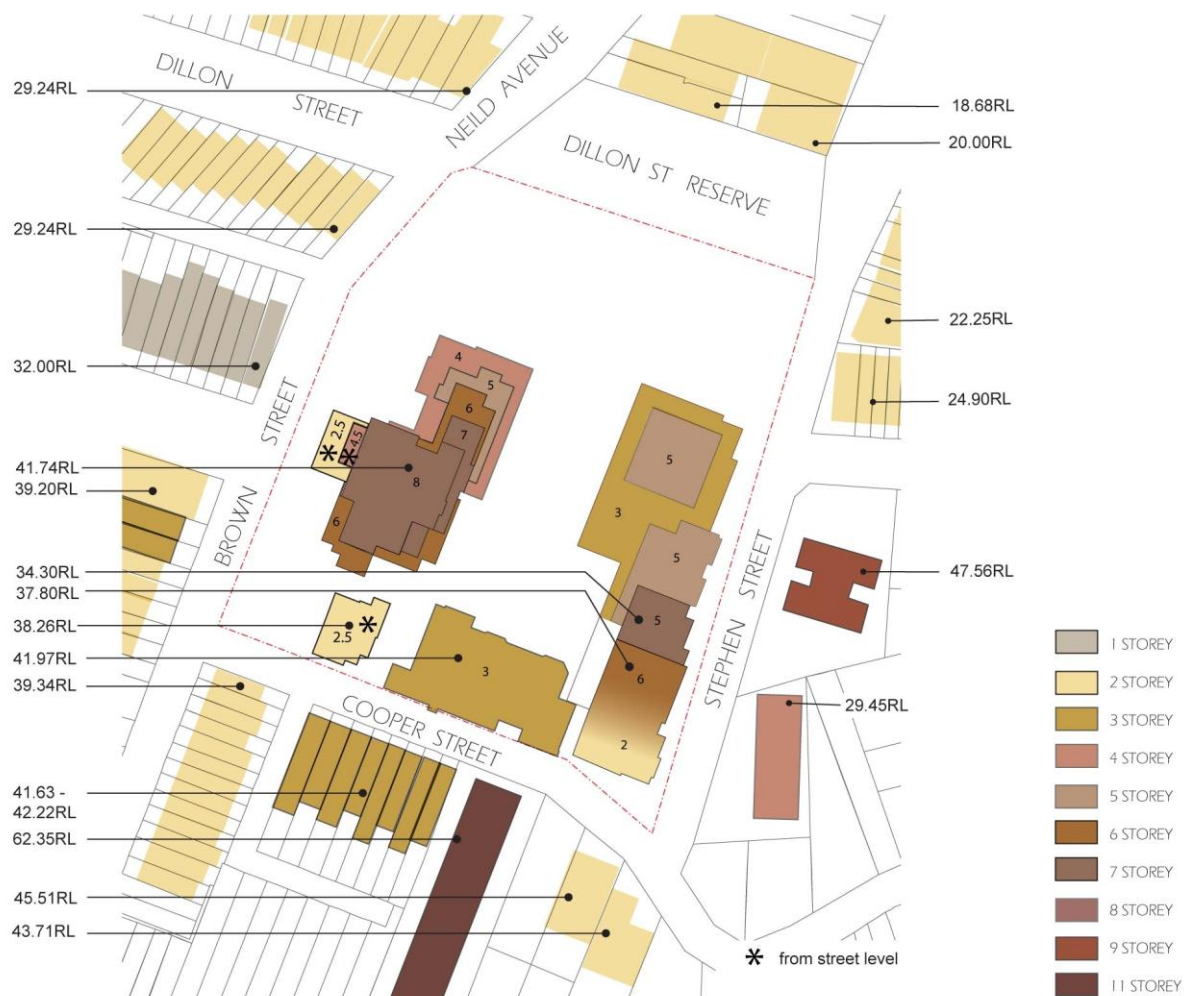 DILLON
STREET
NEILD AVENUE
29.24RL
18.68RL
20.00RL
DILLON ST RESERVE
29.24RL
22.25RL
32.00RL
24.90RL
4
5
6
7
8
6
2.5
*
4.5
*
STREET
BROWN
41.74RL
39.20RL
5
3
5
5
6
2
STEPHEN STREET
47.56RL
34.30RL
37.80RL
38.26RL
2.5
*
41.97RL
3
39.34RL
COOPER STREET
29.45RL
41.63 -
42.22RL
62.35RL
45.51RL
43.71RL
* from street level
1 STOREY
2 STOREY
3 STOREY
4 STOREY
5 STOREY
6 STOREY
7 STOREY
8 STOREY
9 STOREY
11 STOREY